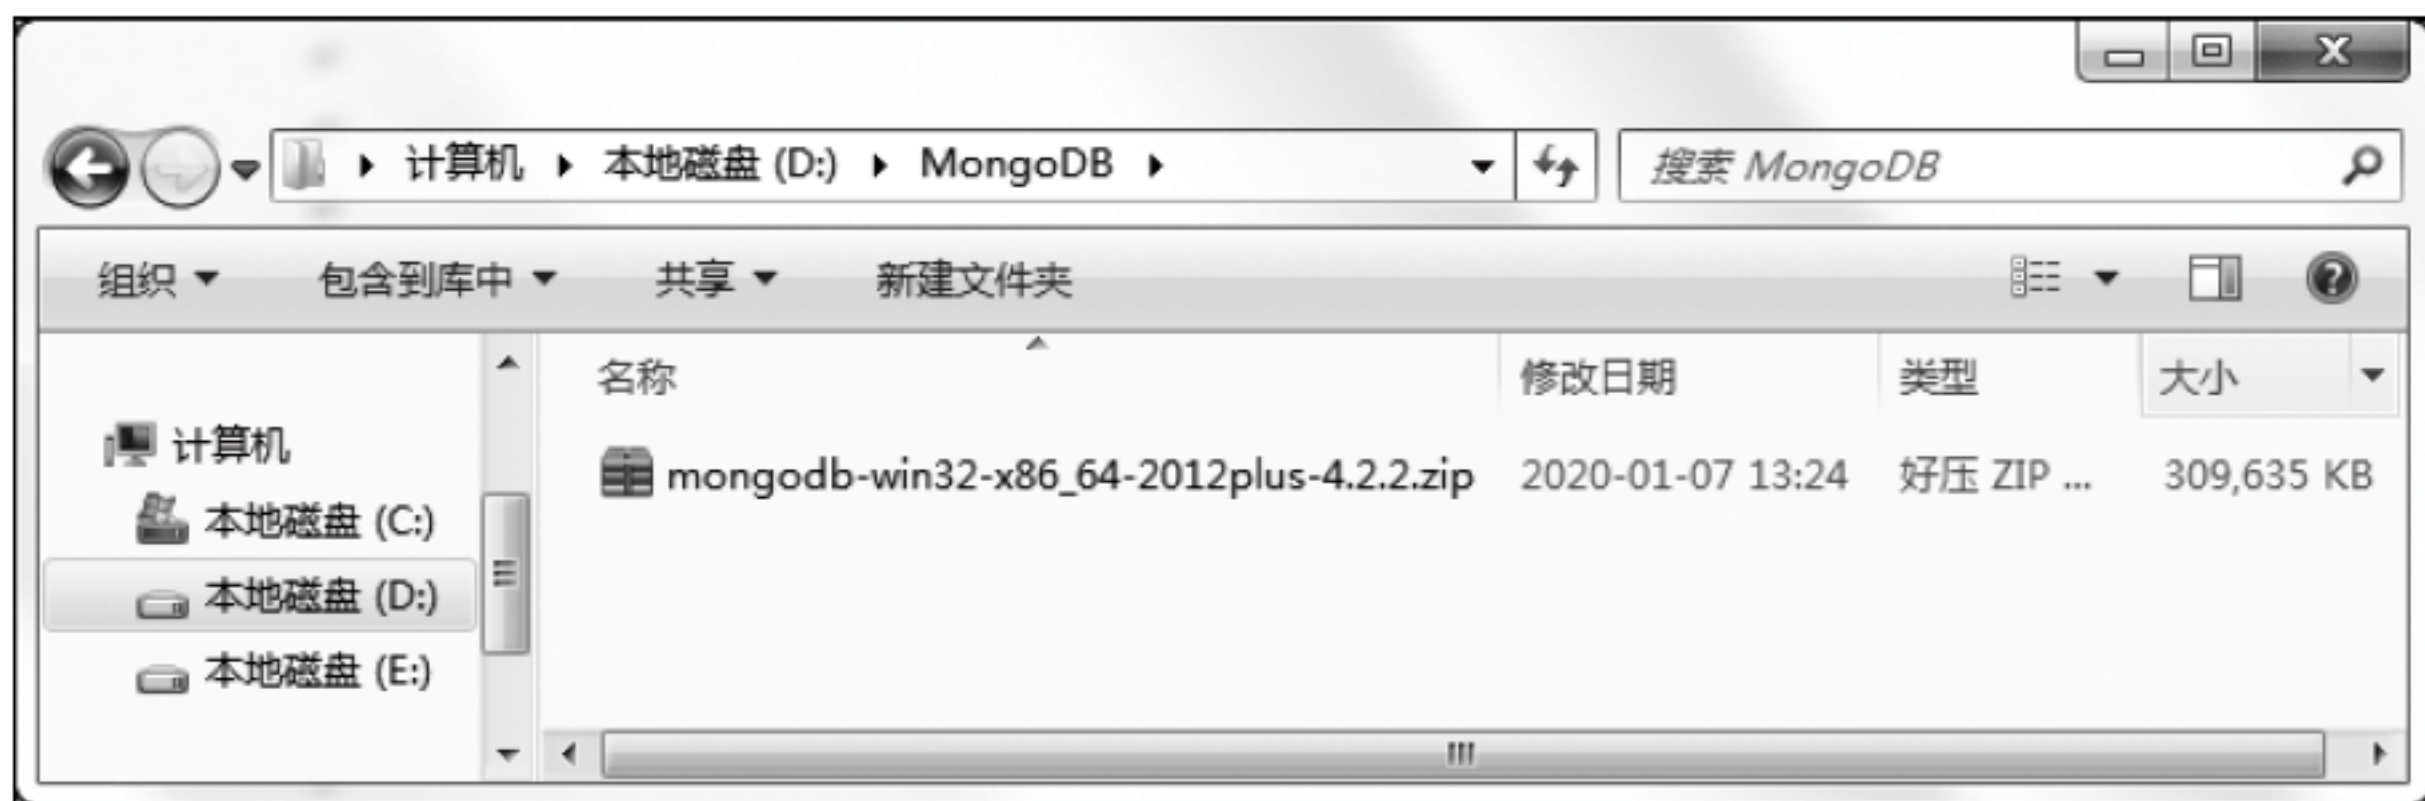 计算机 本地磁盘 (D:) MongoDB 搜索 MongoDB
组织 包含到库中 共享 新建文件夹
名称 修改日期 类型 大小
计算机
mongodb-win32-x86_64-2012plus-4.2.2.zip 2020-01-07 13:24 好压 ZIP ... 309,635 KB
本地磁盘 (C:)
本地磁盘 (D:)
本地磁盘 (E:)